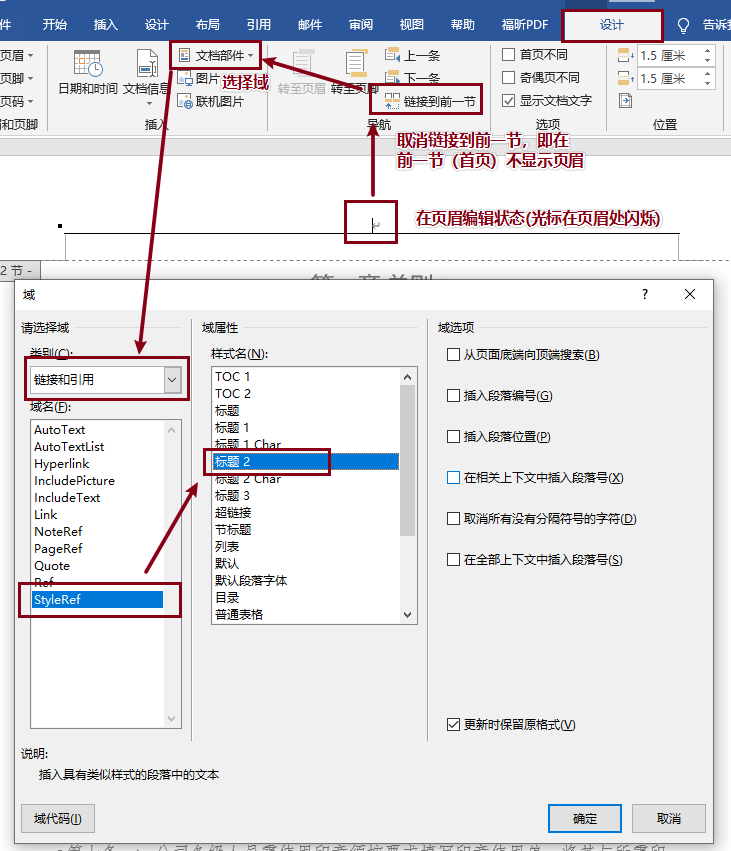 件 开始 插入 设计 布局 引用 邮件 审阅 视图 帮助 福昕PDF 设计 告诉我
页眉
页脚
页码
眉和页脚
日期和时间
文档信息
文档部件
图片
联机图片
选择域
插入
转至页眉
转至页脚
上一条
下一条
链接到前一节
导航
首页不同
奇偶页不同
显示文档文字
选项
1.5 厘米
1.5 厘米
位置
取消链接到前一节，即在
前一节（首页）不显示页眉
在页眉编辑状态(光标在页眉处闪烁)
2 节 -
域 ?
请选择域
类别(C):
链接和引用
域名(F):
AutoText
AutoTextList
Hyperlink
IncludePicture
IncludeText
Link
NoteRef
PageRef
Quote
Ref
StyleRef
域属性
样式名(N):
TOC 1
TOC 2
标题
标题 1
标题 1 Char
标题 2
标题 2 Char
标题 3
超链接
节标题
列表
默认
默认段落字体
目录
普通表格
域选项
从页面底端向顶端搜索(B)
插入段落编号(G)
插入段落位置(P)
在相关上下文中插入段落号(X)
取消所有没有分隔符号的字符(D)
在全部上下文中插入段落号(S)
更新时保留原格式(V)
说明:
插入具有类似样式的段落中的文本
域代码(I)
确定
取消